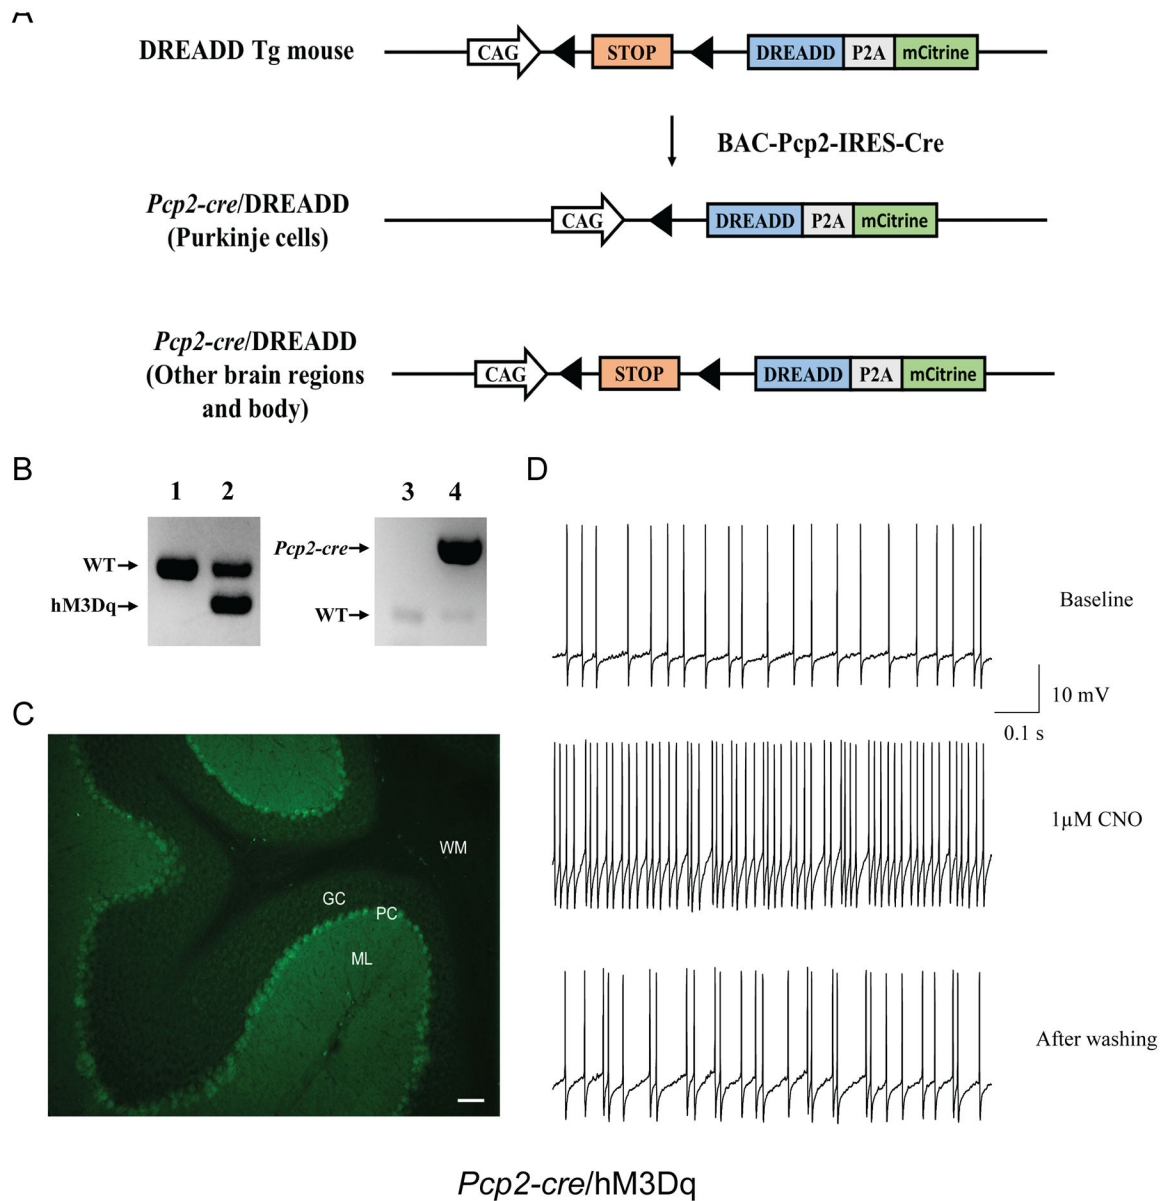 A
DREADD Tg mouse
CAG STOP DREADD P2A mCitrine
BAC-Pcp2-IRES-Cre
Pcp2-cre/DREADD
(Purkinje cells)
CAG DREADD P2A mCitrine
Pcp2-cre/DREADD
(Other brain regions
and body)
CAG STOP DREADD P2A mCitrine
B
1 2
WT
hM3Dq
3 4
Pcp2-cre
WT
C
WM
GC
PC
ML
D
Baseline
10 mV
0.1 s
1µM CNO
After washing
Pcp2-cre/hM3Dq